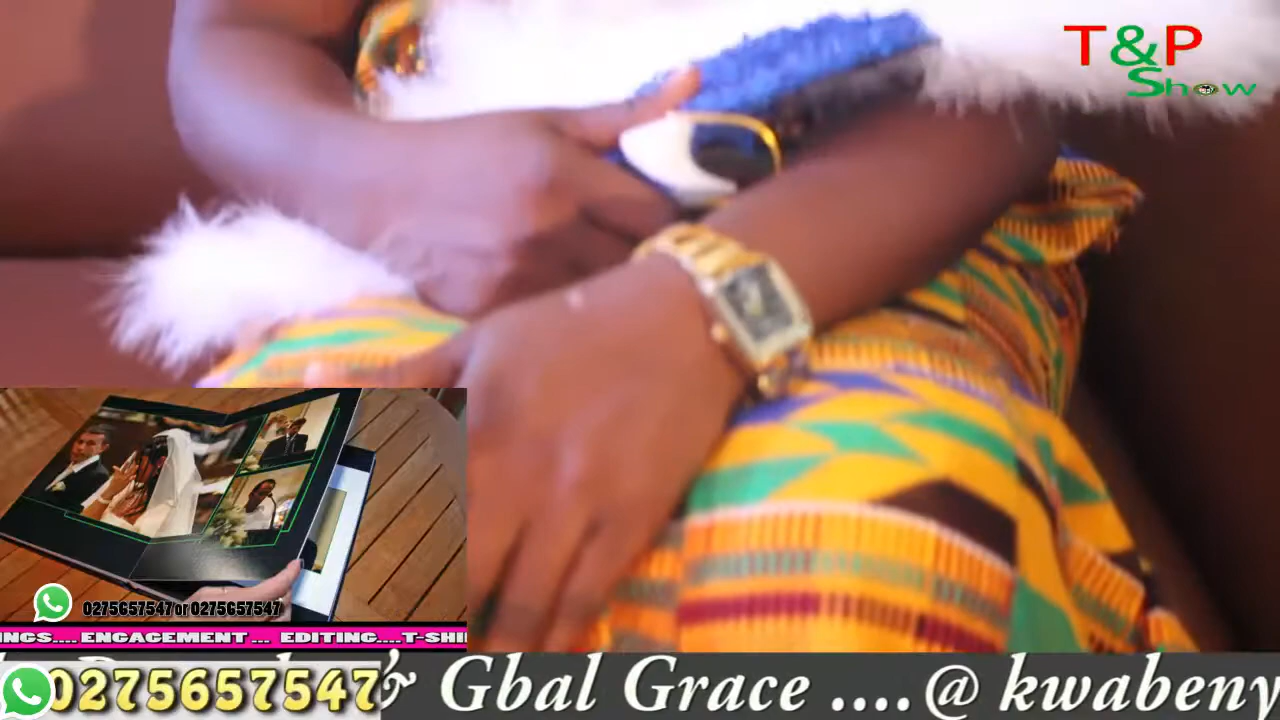 T&P
Show
0275657547 or 0275657547
INGS.... ENGAGEMENT ... EDITING....T-SHI
0275657547
& Gbal Grace ....@ kwabeny